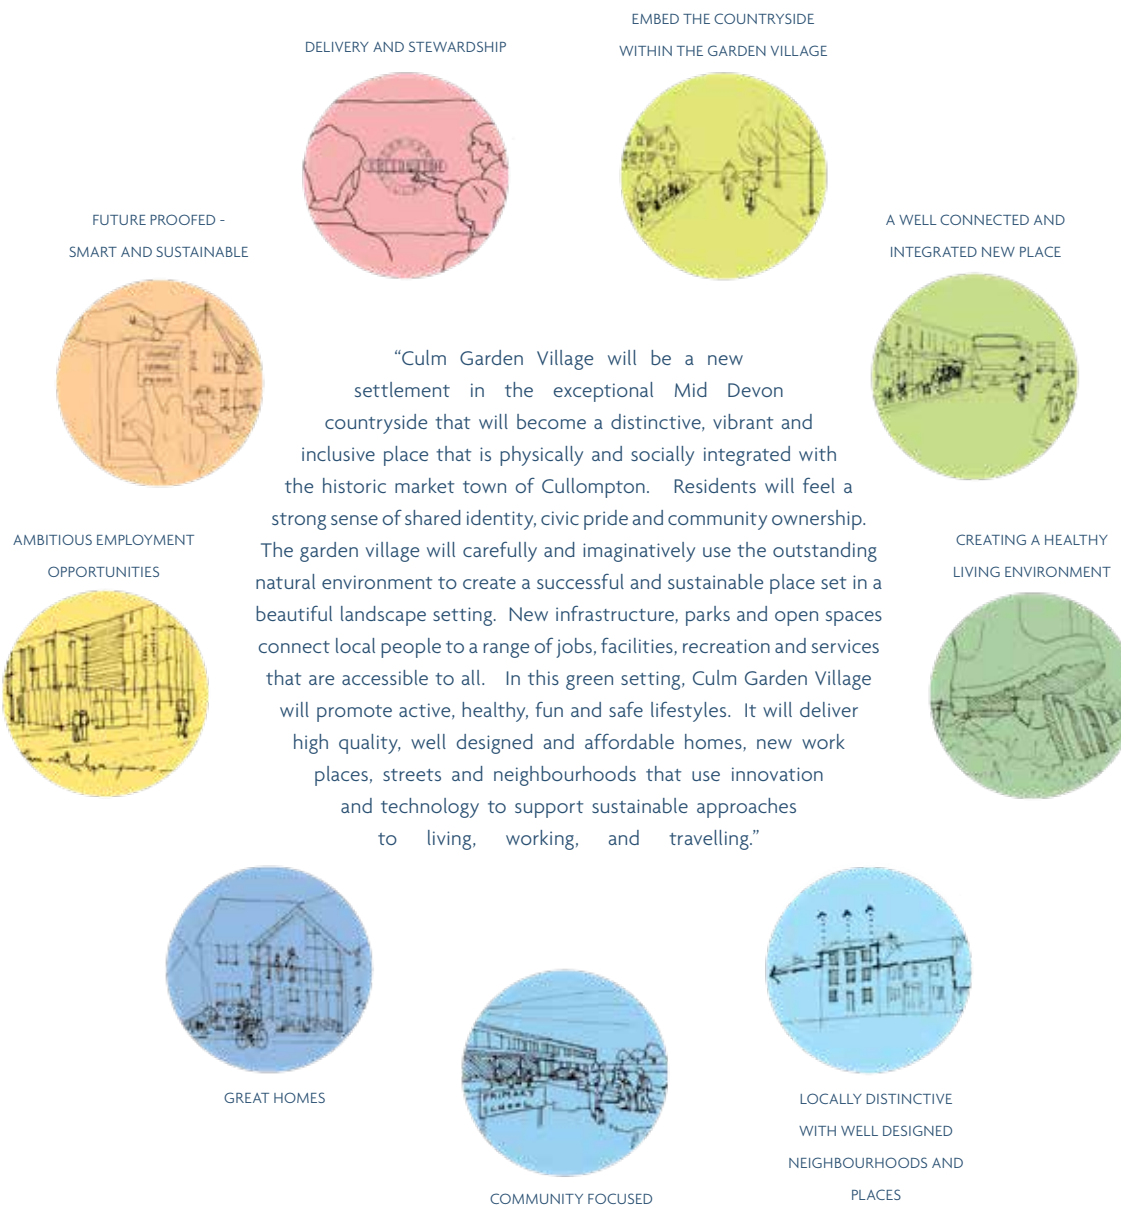 DELIVERY AND STEWARDSHIP
EMBED THE COUNTRYSIDE
WITHIN THE GARDEN VILLAGE
FUTURE PROOFED -
SMART AND SUSTAINABLE
A WELL CONNECTED AND
INTEGRATED NEW PLACE
“Culm Garden Village will be a new
settlement in the exceptional Mid Devon
countryside that will become a distinctive, vibrant and
inclusive place that is physically and socially integrated with
the historic market town of Cullompton. Residents will feel a
strong sense of shared identity, civic pride and community ownership.
The garden village will carefully and imaginatively use the outstanding
natural environment to create a successful and sustainable place set in a
beautiful landscape setting. New infrastructure, parks and open spaces
connect local people to a range of jobs, facilities, recreation and services
that are accessible to all. In this green setting, Culm Garden Village
will promote active, healthy, fun and safe lifestyles. It will deliver
high quality, well designed and affordable homes, new work
places, streets and neighbourhoods that use innovation
and technology to support sustainable approaches
to living, working, and travelling.”
AMBITIOUS EMPLOYMENT
OPPORTUNITIES
CREATING A HEALTHY
LIVING ENVIRONMENT
GREAT HOMES
PRIMARY
SCHOOL
COMMUNITY FOCUSED
LOCALLY DISTINCTIVE
WITH WELL DESIGNED
NEIGHBOURHOODS AND
PLACES